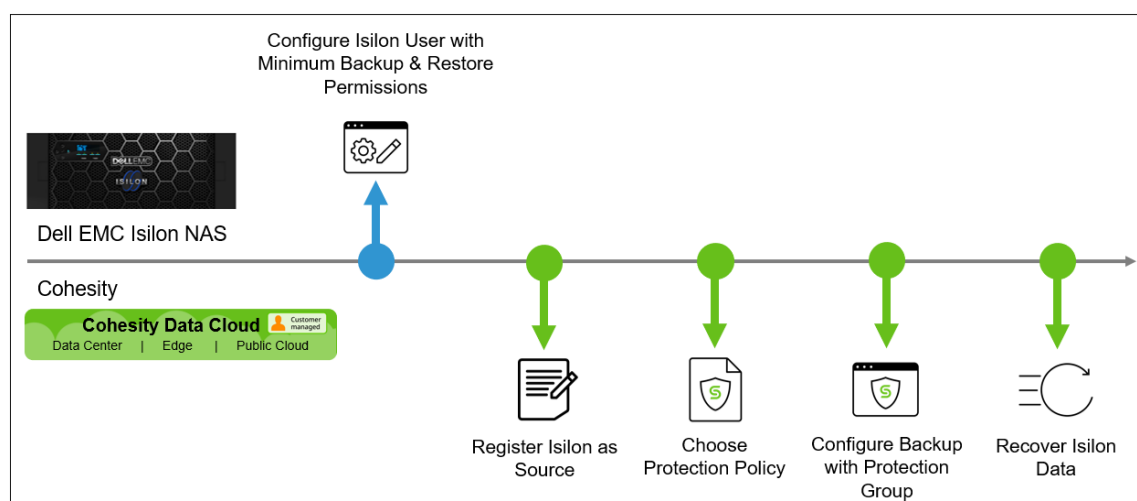 Configure Isilon User with
Minimum Backup & Restore
Permissions
DELLEMC
ISILON
Dell EMC Isilon NAS
Cohesity
Cohesity Data Cloud
Customer
managed
Data Center | Edge | Public Cloud
Register Isilon as
Source
Choose
Protection Policy
Configure Backup
with Protection
Group
Recover Isilon
Data